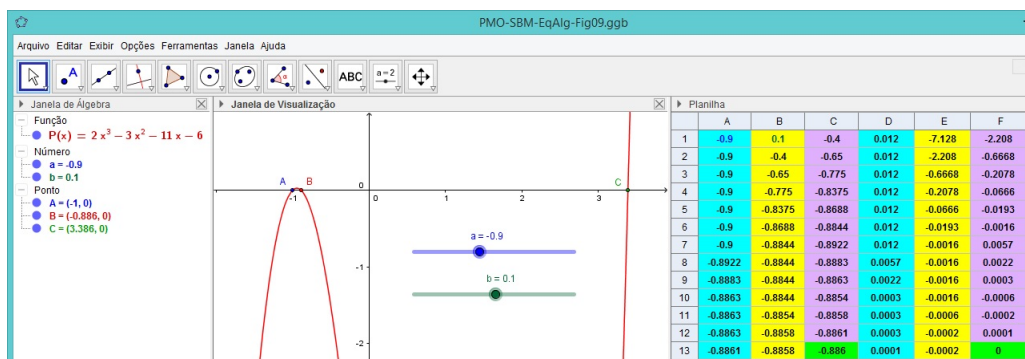 PMO-SBM-EqAlg-Fig09.ggb
Arquivo Editar Exibir Opções Ferramentas Janela Ajuda
ABC a=2
Janela de Álgebra
Função
P(x) = 2 x³ − 3 x² − 11 x − 6
Número
a = -0.9
b = 0.1
Ponto
A = (-1, 0)
B = (-0.886, 0)
C = (3.386, 0)
Janela de Visualização
A B C
0
-1 0 1 2 3
a = -0.9
-1
b = 0.1
-2
Planilha
A B C D E F
1 -0.9 0.1 -0.4 0.012 -7.128 -2.208
2 -0.9 -0.4 -0.65 0.012 -2.208 -0.6668
3 -0.9 -0.65 -0.775 0.012 -0.6668 -0.2078
4 -0.9 -0.775 -0.8375 0.012 -0.2078 -0.0666
5 -0.9 -0.8375 -0.8688 0.012 -0.0666 -0.0193
6 -0.9 -0.8688 -0.8844 0.012 -0.0193 -0.0016
7 -0.9 -0.8844 -0.8922 0.012 -0.0016 0.0057
8 -0.8922 -0.8844 -0.8883 0.0057 -0.0016 0.0022
9 -0.8883 -0.8844 -0.8863 0.0022 -0.0016 0.0003
10 -0.8863 -0.8844 -0.8854 0.0003 -0.0016 -0.0006
11 -0.8863 -0.8854 -0.8858 0.0003 -0.0006 -0.0002
12 -0.8863 -0.8858 -0.8861 0.0003 -0.0002 0.0001
13 -0.8861 -0.8858 -0.886 0.0001 -0.0002 0